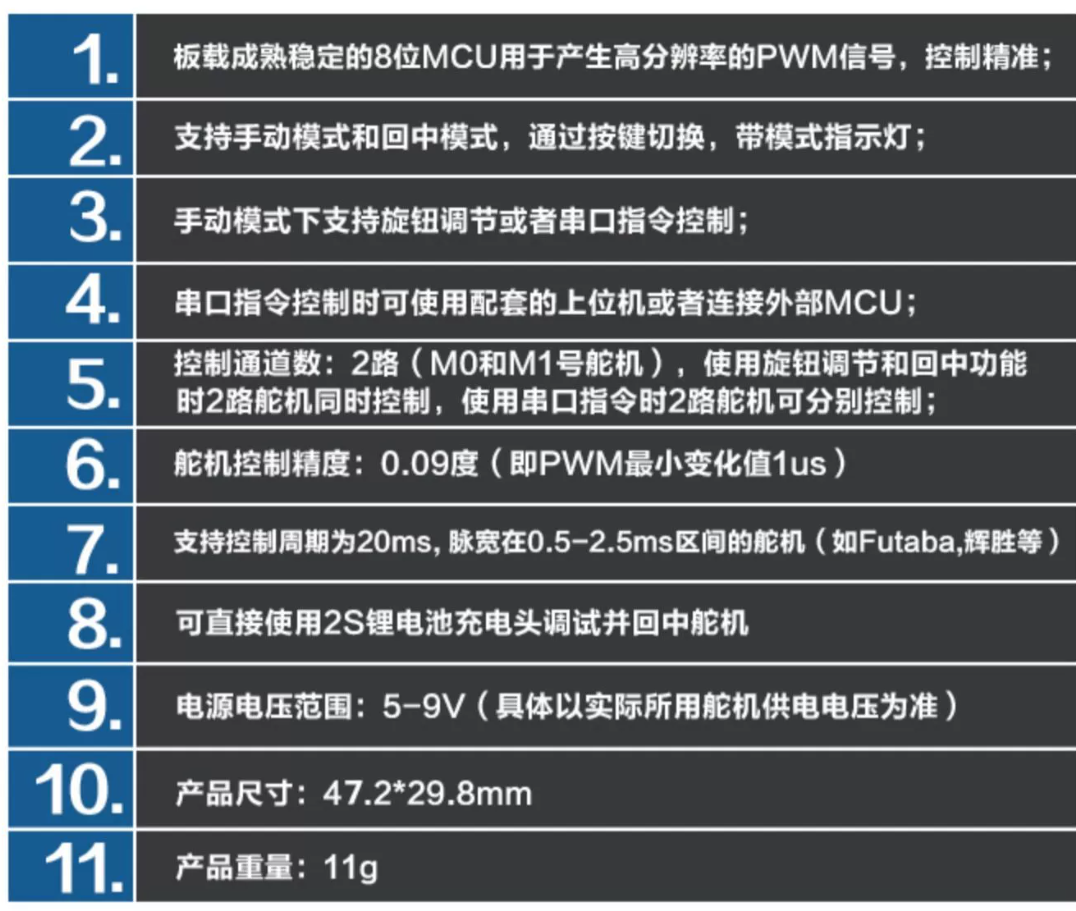 1. 板载成熟稳定的8位MCU用于产生高分辨率的PWM信号，控制精准；
2. 支持手动模式和回中模式，通过按键切换，带模式指示灯；
3. 手动模式下支持旋钮调节或者串口指令控制；
4. 串口指令控制时可使用配套的上位机或者连接外部MCU；
5. 控制通道数：2路（M0和M1号舵机），使用旋钮调节和回中功能
时2路舵机同时控制，使用串口指令时2路舵机可分别控制；
6. 舵机控制精度：0.09度（即PWM最小变化值1us）
7. 支持控制周期为20ms, 脉宽在0.5-2.5ms区间的舵机（如Futaba,辉胜等）
8. 可直接使用2S锂电池充电头调试并回中舵机
9. 电源电压范围：5-9V（具体以实际所用舵机供电电压为准）
10. 产品尺寸：47.2*29.8mm
11. 产品重量：11g